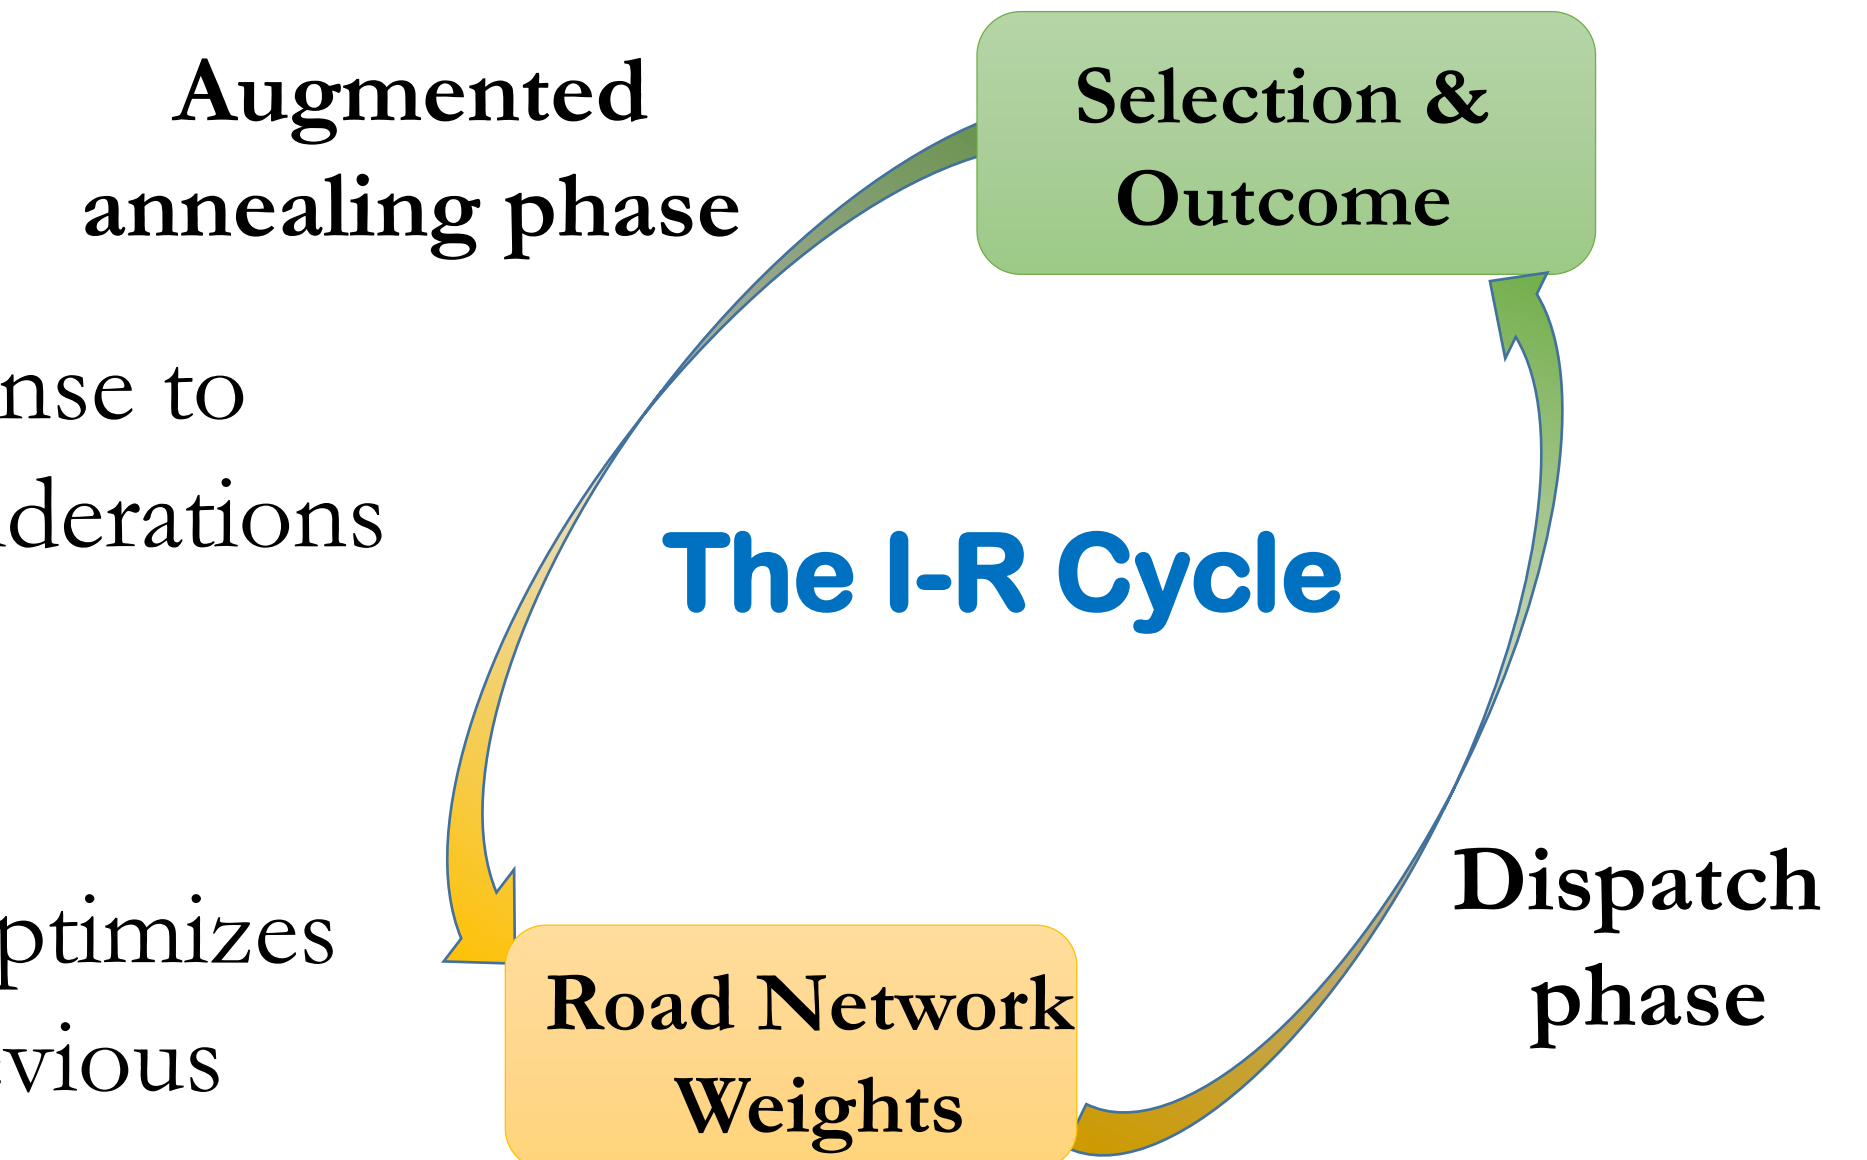 Augmented
annealing phase
Selection &
Outcome
nse to
derations
The I-R Cycle
ptimizes
vious
Dispatch
phase
Road Network
Weights